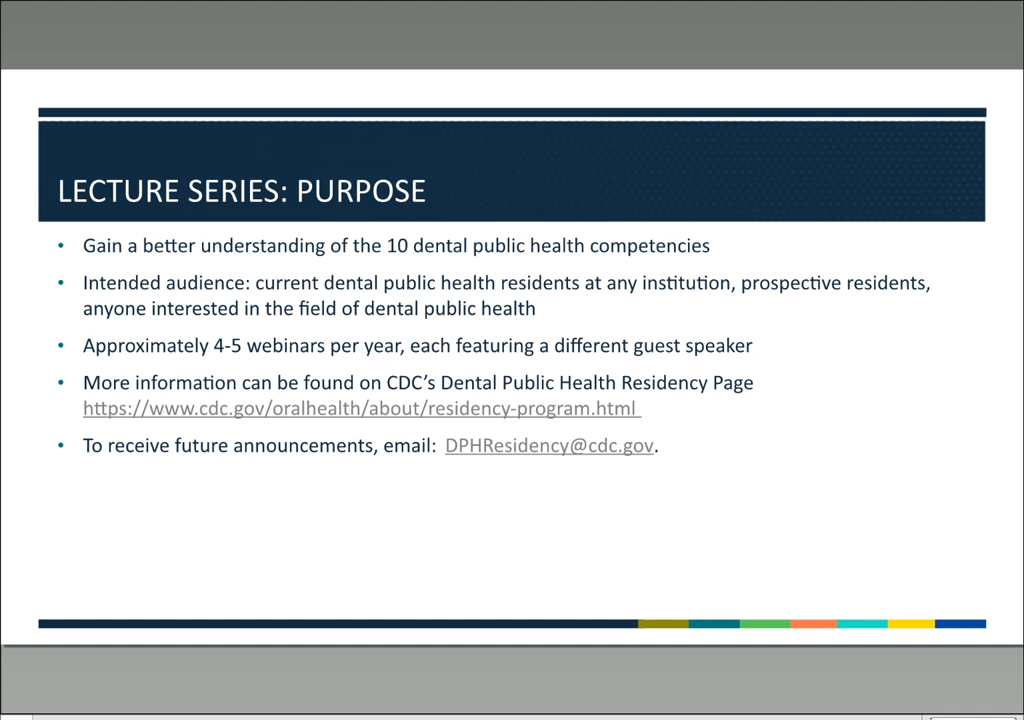 LECTURE SERIES: PURPOSE
• Gain a better understanding of the 10 dental public health competencies
• Intended audience: current dental public health residents at any institution, prospective residents,
anyone interested in the field of dental public health
• Approximately 4-5 webinars per year, each featuring a different guest speaker
• More information can be found on CDC’s Dental Public Health Residency Page
https://www.cdc.gov/oralhealth/about/residency-program.html
• To receive future announcements, email: DPHResidency@cdc.gov.